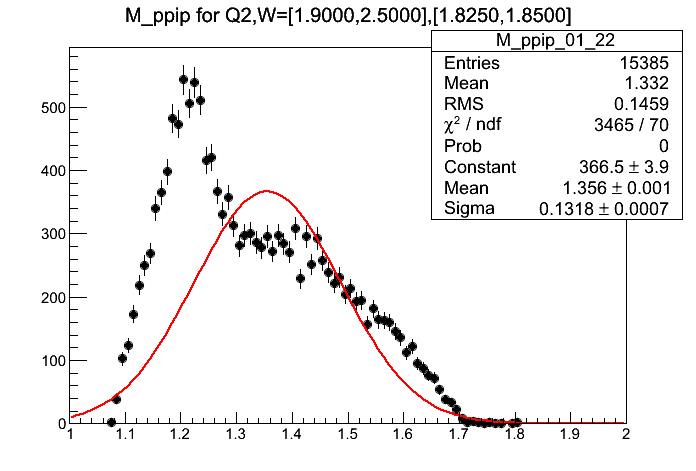 M_ppip for Q2,W=[1.9000,2.5000],[1.8250,1.8500]
M_ppip_01_22
Entries 15385
Mean 1.332
RMS 0.1459
χ² / ndf 3465 / 70
Prob 0
Constant 366.5 ± 3.9
Mean 1.356 ± 0.001
Sigma 0.1318 ± 0.0007
500
400
300
200
100
0
1 1.1 1.2 1.3 1.4 1.5 1.6 1.7 1.8 1.9 2